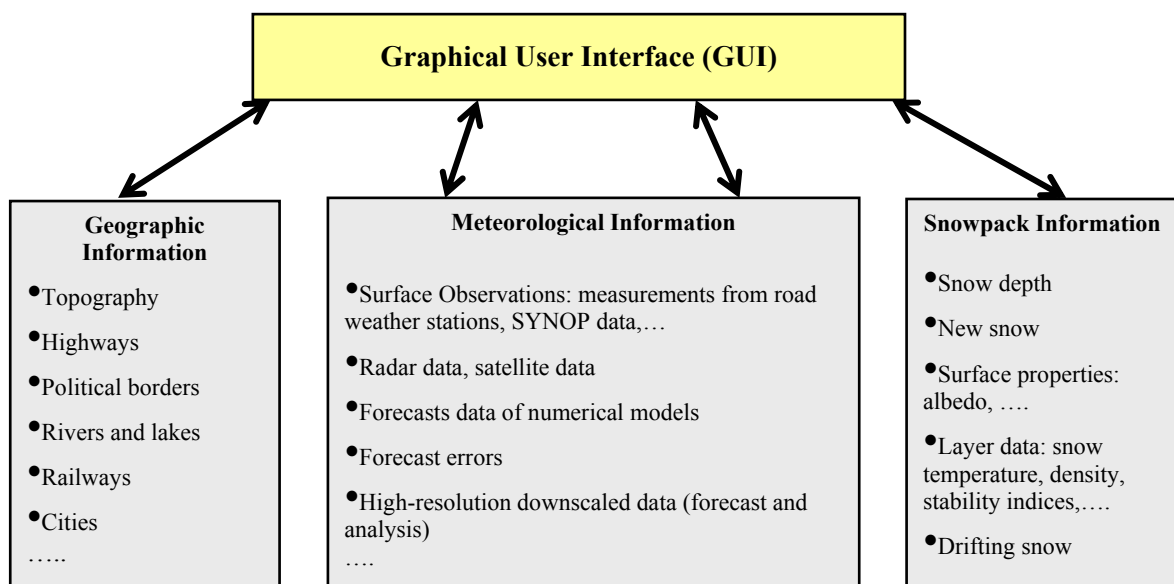 Graphical User Interface (GUI)
Geographic
Information
•Topography
•Highways
•Political borders
•Rivers and lakes
•Railways
•Cities
…..
Meteorological Information
•Surface Observations: measurements from road
weather stations, SYNOP data,…
•Radar data, satellite data
•Forecasts data of numerical models
•Forecast errors
•High-resolution downscaled data (forecast and
analysis)
….
Snowpack Information
•Snow depth
•New snow
•Surface properties:
albedo, ….
•Layer data: snow
temperature, density,
stability indices,….
•Drifting snow